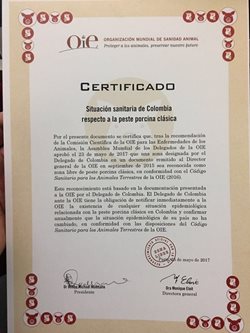 Oie
ORGANIZACIÓN MUNDIAL DE SANIDAD ANIMAL
Proteger a los animales, preservar nuestro futuro
CERTIFICADO
Situación sanitaria de Colombia
respecto a la peste porcina clásica
Por el presente documento se certifica que, tras la recomendación
de la Comisión Científica de la OIE para las Enfermedades de los
Animales, la Asamblea Mundial de los Delegados de la OIE
aprobó el 23 de mayo de 2017 que una zona designada por el
Delegado de Colombia en un documento remitido al Director
general de la OIE en septiembre de 2015 sea reconocida como
zona libre de peste porcina clásica, en conformidad con el Código
Sanitario para los Animales Terrestres de la OIE (2016).
Este reconocimiento está basado en la documentación presentada
a la OIE por el Delegado de Colombia. El Delegado de Colombia
ante la OIE tiene la obligación de notificar inmediatamente a la
OIE la existencia de cualquier situación epidemiológica
relacionada con la peste porcina clásica en Colombia y confirmar
anualmente que la situación epidemiológica de su país no ha
cambiado, en conformidad con las disposiciones del Código
Sanitario para los Animales Terrestres de la OIE.
de mayo de 2017
Dr Botlhe Michael Modisane
Presidente
Dra Monique Eloit
Directora general